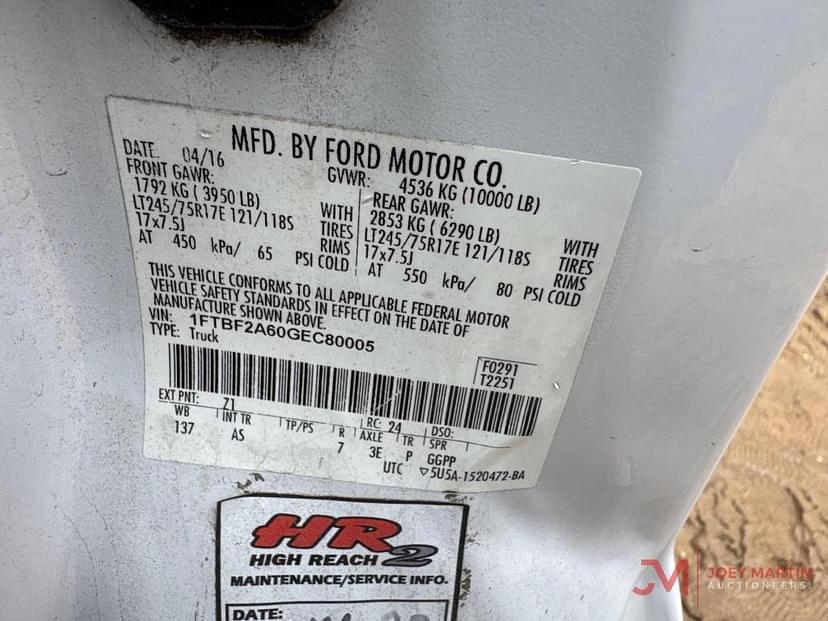 MFD. BY FORD MOTOR CO.
DATE: 04/16 GVWR: 4536 KG (10000 LB)
FRONT GAWR: REAR GAWR:
1792 KG ( 3950 LB) WITH 2853 KG ( 6290 LB) WITH
LT245/75R17E 121/118S TIRES LT245/75R17E 121/118S TIRES
17x7.5J RIMS 17x7.5J RIMS
AT 450 kPa/ 65 PSI COLD AT 550 kPa/ 80 PSI COLD
THIS VEHICLE CONFORMS TO ALL APPLICABLE FEDERAL MOTOR
VEHICLE SAFETY STANDARDS IN EFFECT ON THE DATE OF
MANUFACTURE SHOWN ABOVE.
VIN: 1FTBF2A60GEC80005
TYPE: Truck
F0291
T2251
EXT PNT: Z1 RC: 24 DSO:
WB INT TR TP/PS R AXLE TR SPR
137 AS 7 3E P GGPP
UTC ▽5U5A-1520472-BA
HR2
HIGH REACH 2
MAINTENANCE/SERVICE INFO.
DATE:
JM JOEY MARTIN
AUCTIONEERS